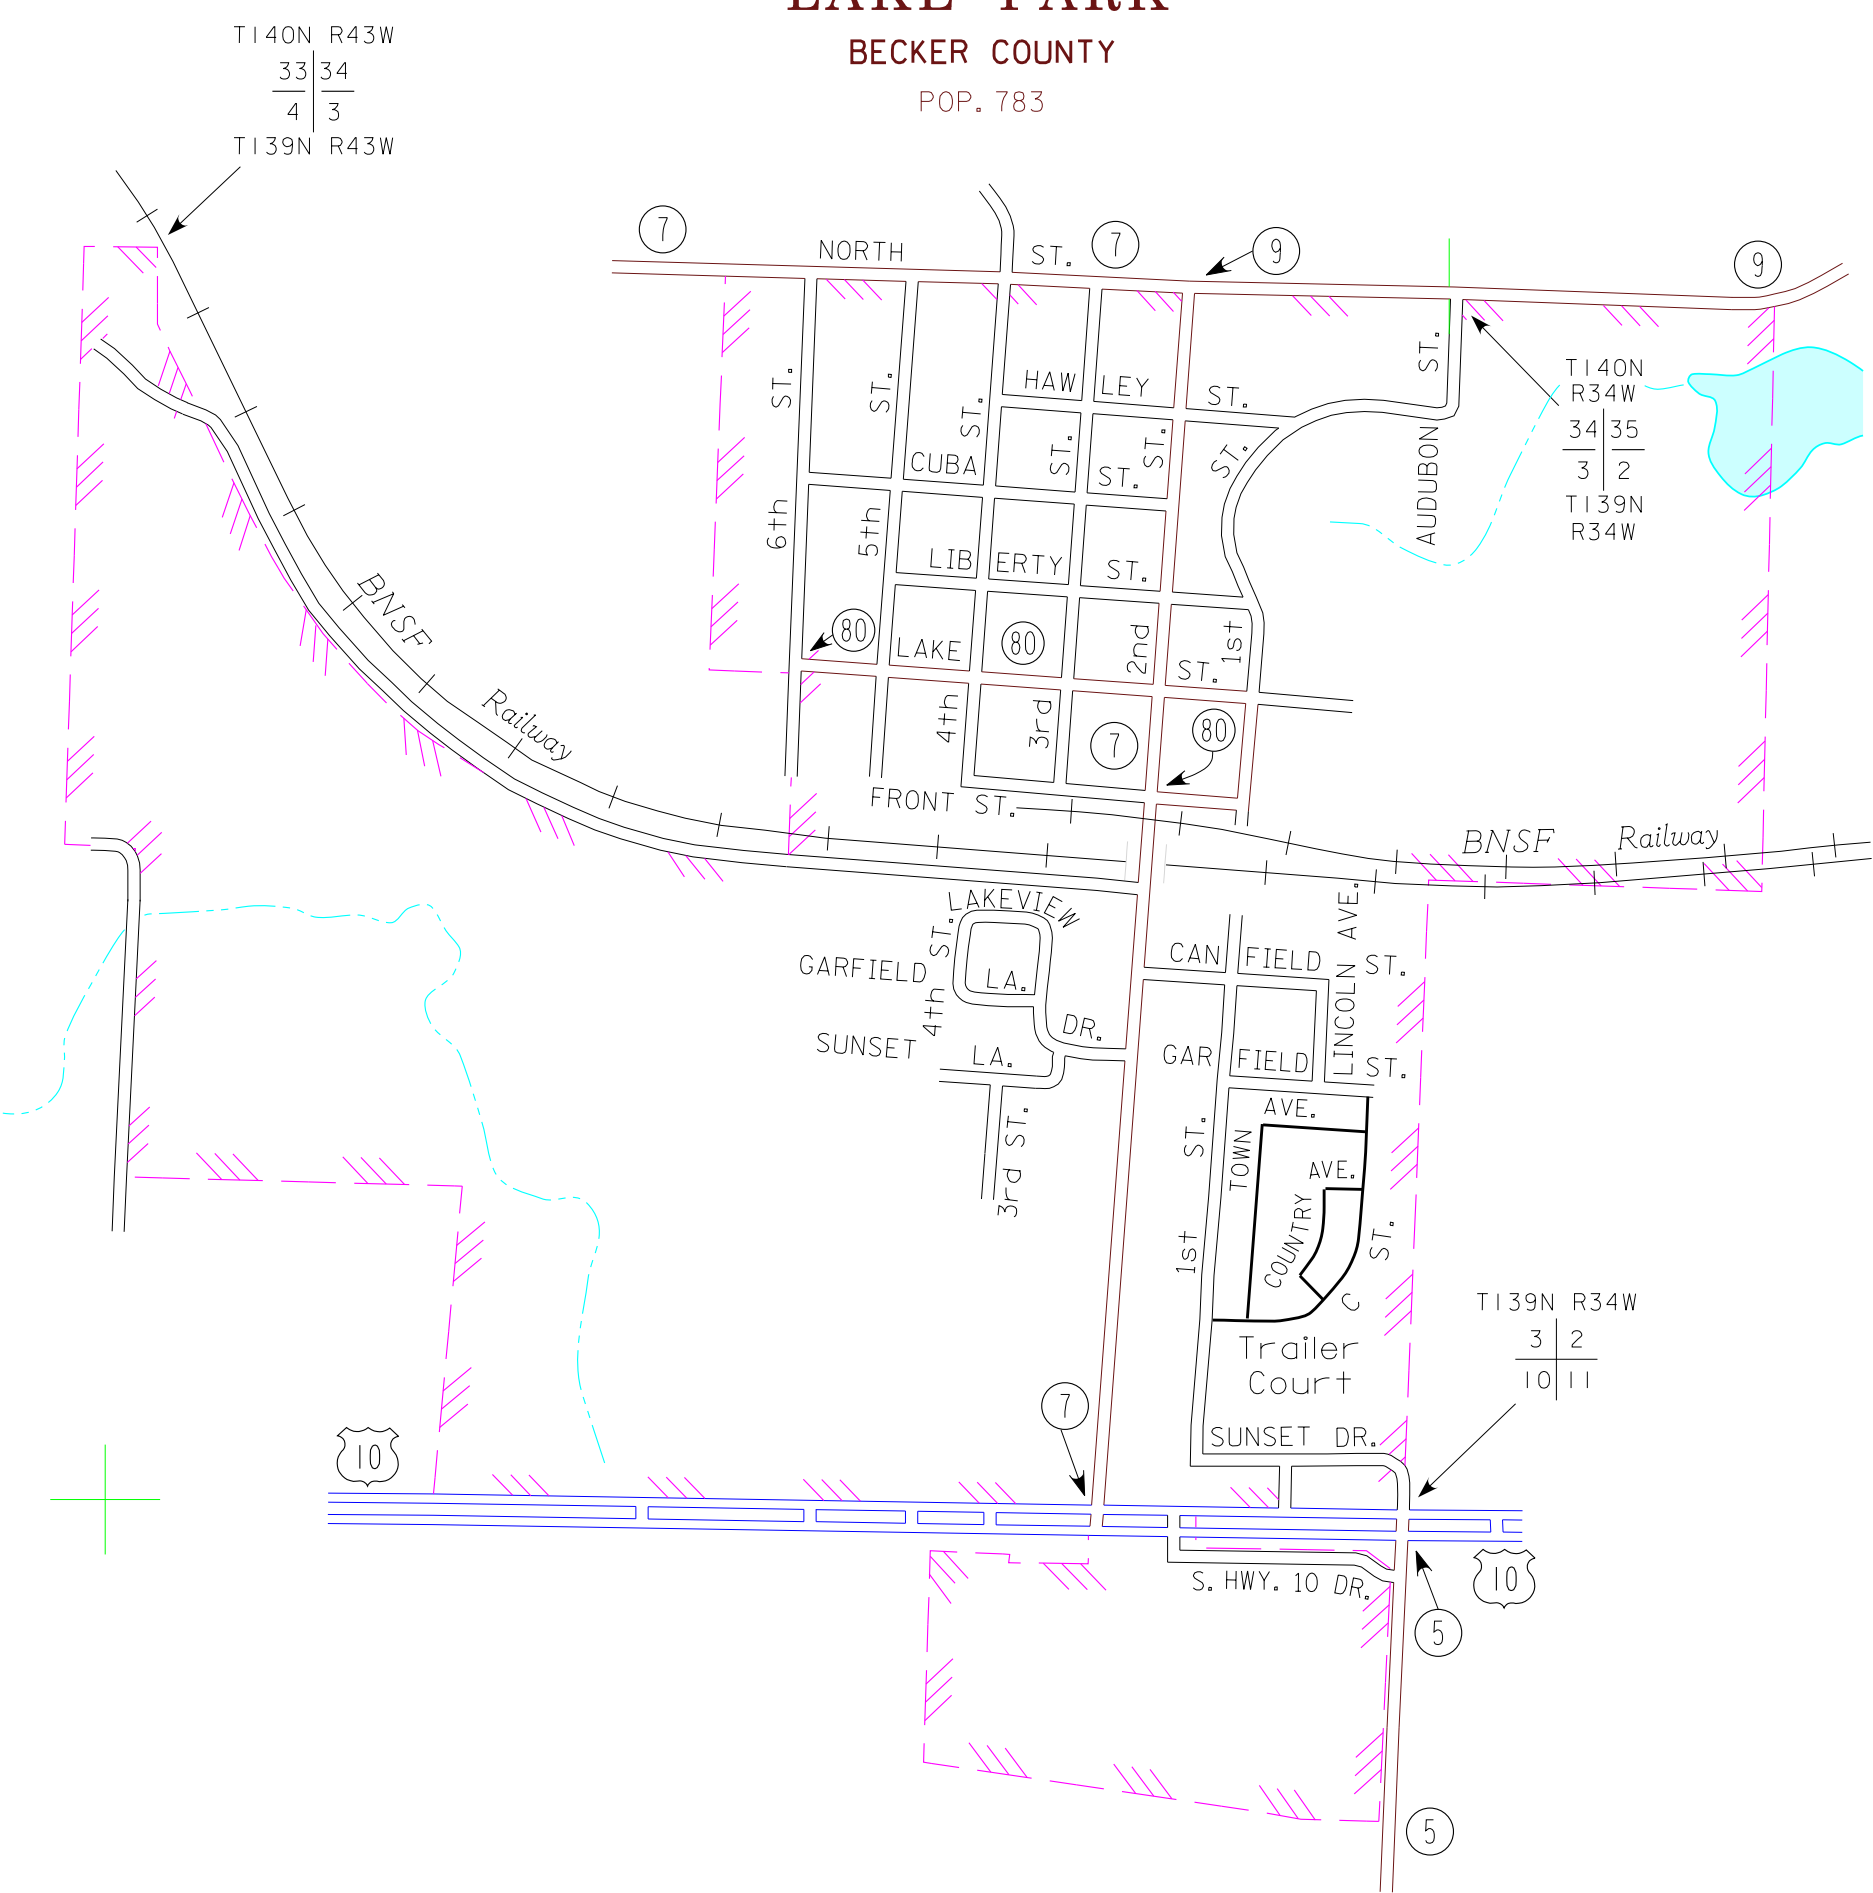 LAKE PARK
BECKER COUNTY
POP. 783
T140N R43W
33 34
4 3
T139N R43W
7
NORTH ST.
7
9
9
T140N
R34W
34 35
3 2
T139N
R34W
HAW LEY ST.
CUBA ST.
LIB ERTY ST.
LAKE ST.
80
80
80
7
6th ST.
5th ST.
4th ST.
3rd ST.
2nd ST.
1st ST.
AUDUBON ST.
FRONT ST.
BNSF Railway
BNSF Railway
LAKEVIEW DR.
GARFIELD LA.
4th ST.
SUNSET LA.
3rd ST.
CAN FIELD ST.
LINCOLN AVE.
GAR FIELD ST.
1st ST.
TOWN AVE.
COUNTRY AVE.
C ST.
Trailer
Court
T139N R34W
3 2
10 11
7
SUNSET DR.
10
10
S. HWY. 10 DR.
5
5